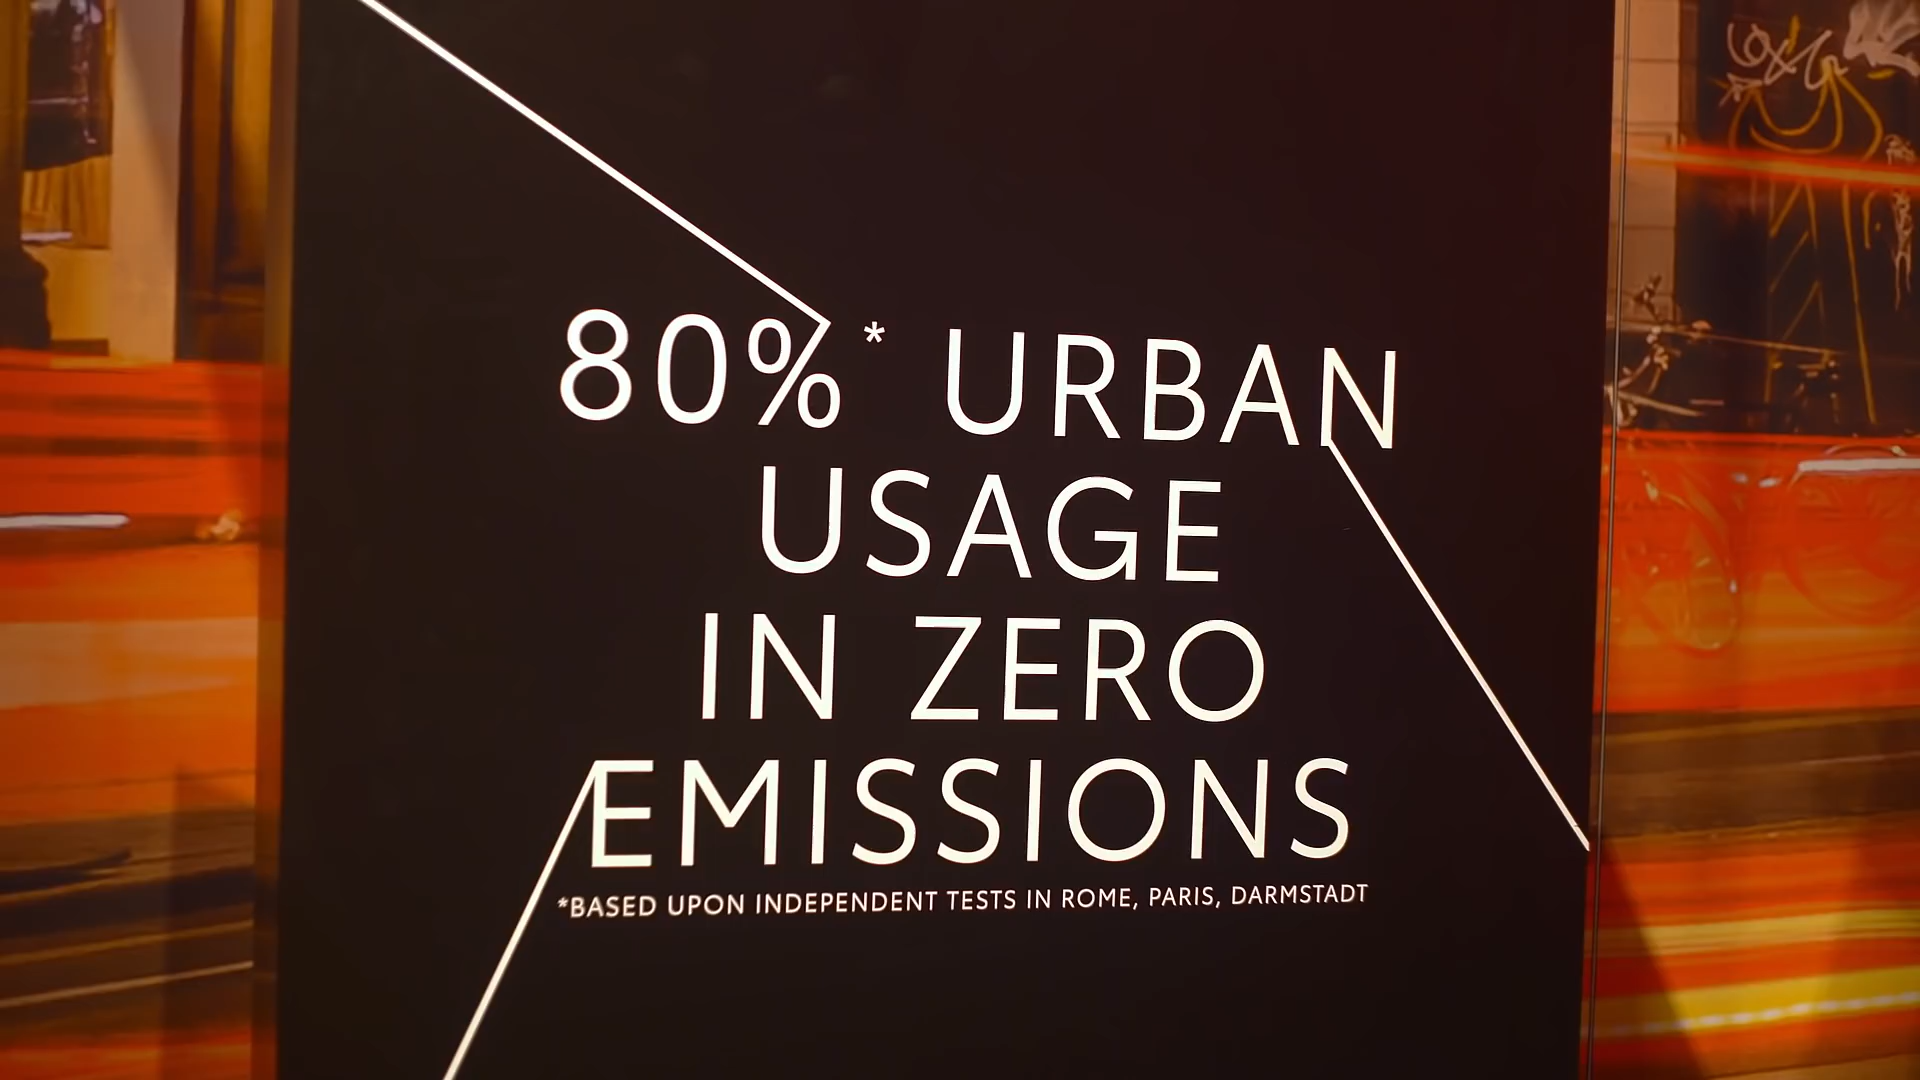 80%* URBAN
USAGE
IN ZERO
EMISSIONS
*BASED UPON INDEPENDENT TESTS IN ROME, PARIS, DARMSTADT